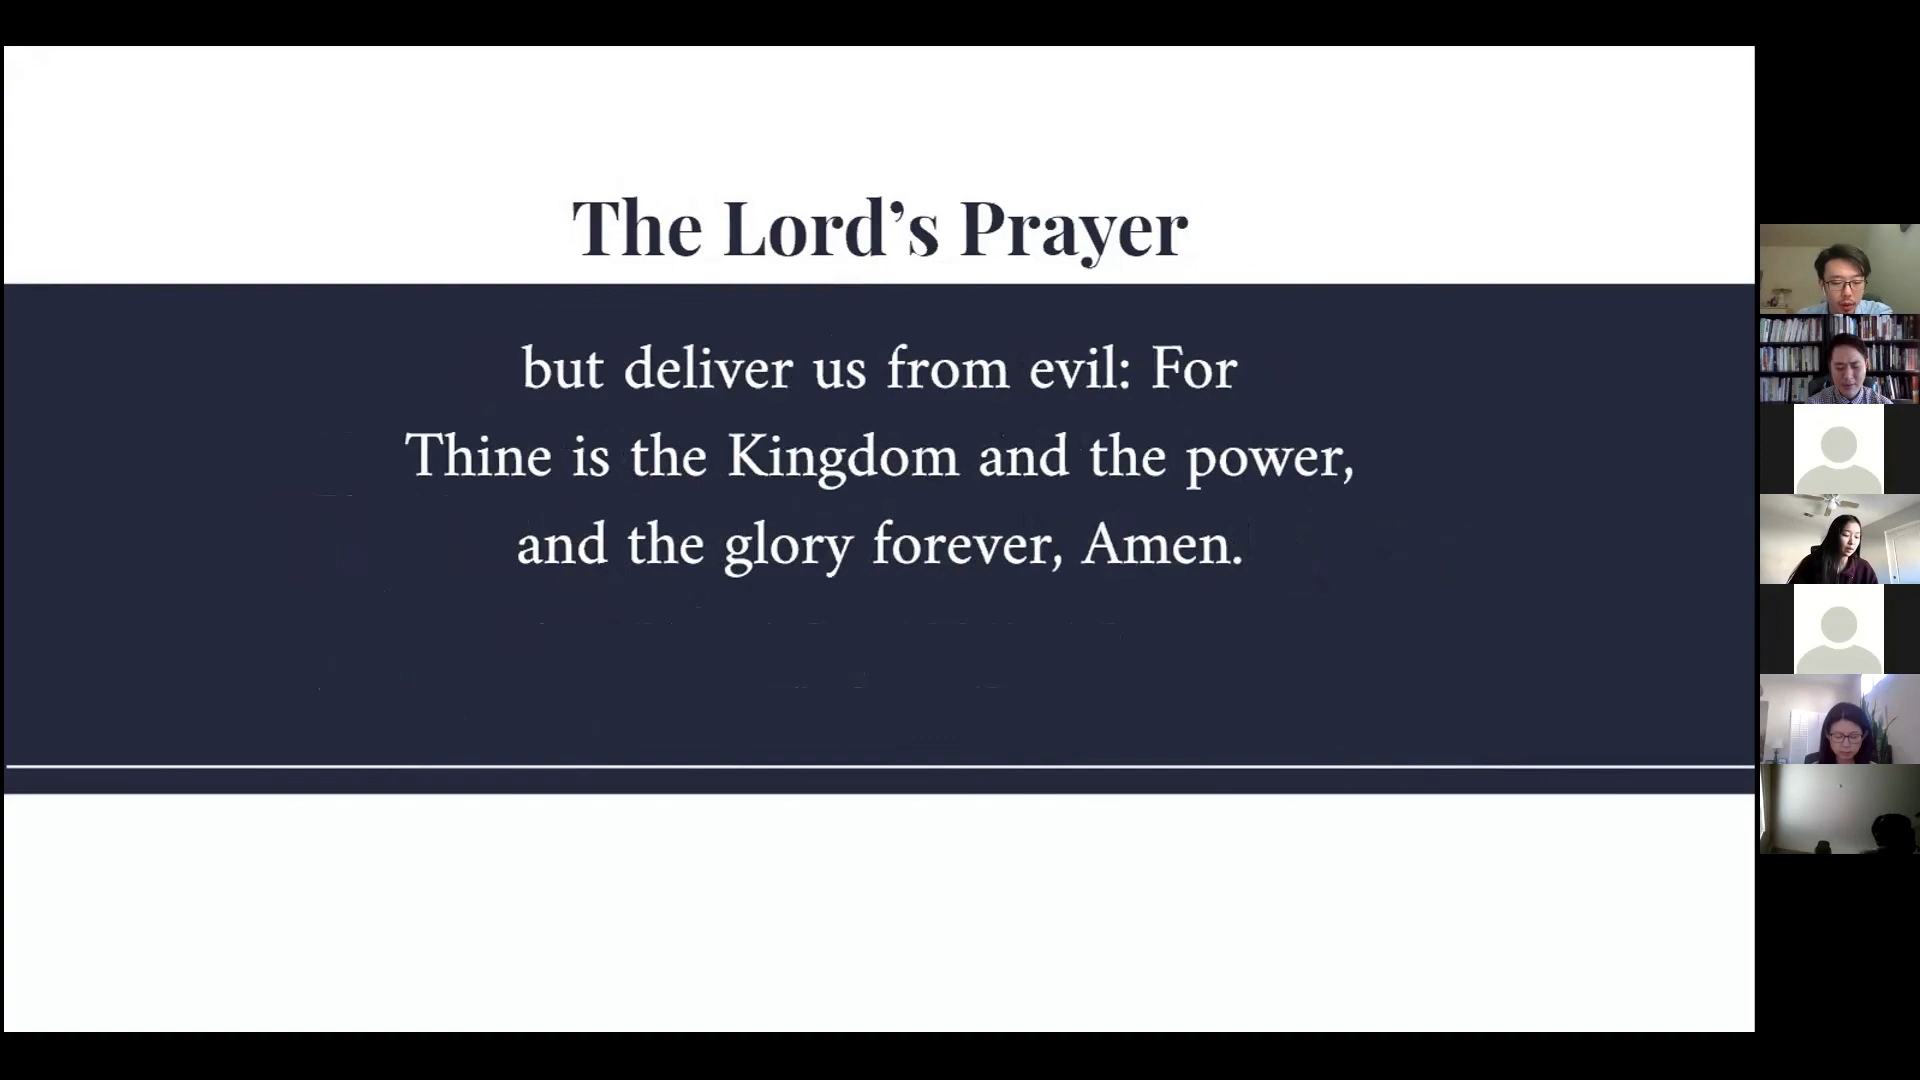 The Lord’s Prayer
but deliver us from evil: For
Thine is the Kingdom and the power,
and the glory forever, Amen.